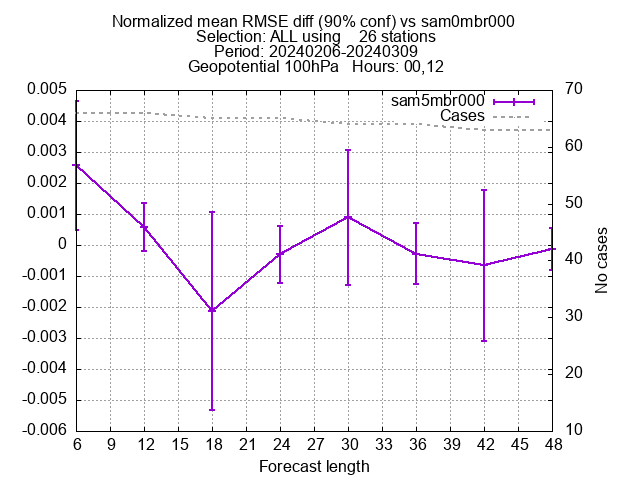 Normalized mean RMSE diff (90% conf) vs sam0mbr000
Selection: ALL using    26 stations
Period: 20240206-20240309
Geopotential 100hPa   Hours: 00,12
sam5mbr000
Cases
0.005
0.004
0.003
0.002
0.001
0
-0.001
-0.002
-0.003
-0.004
-0.005
-0.006
70
60
50
40
30
20
10
No cases
6 9 12 15 18 21 24 27 30 33 36 39 42 45 48
Forecast length